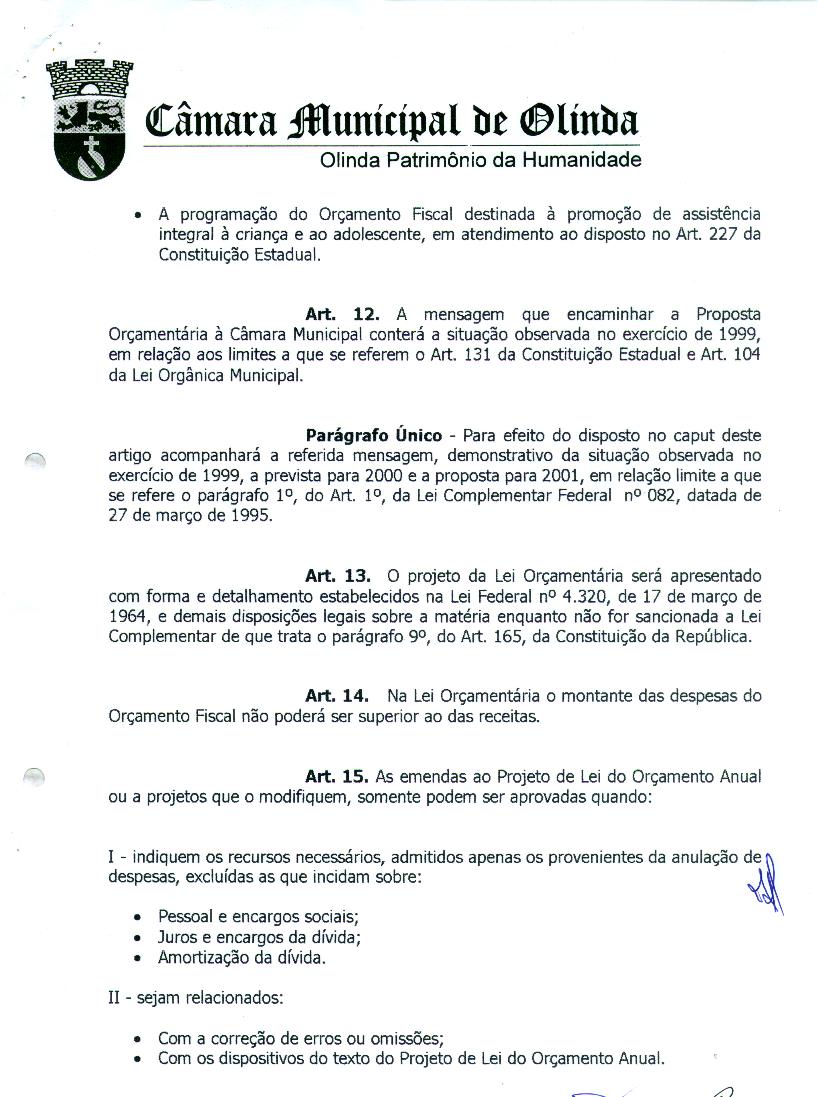 Câmara Municipal de Olinda
Olinda Patrimônio da Humanidade
• A programação do Orçamento Fiscal destinada à promoção de assistência
integral à criança e ao adolescente, em atendimento ao disposto no Art. 227 da
Constituição Estadual.
Art. 12. A mensagem que encaminhar a Proposta
Orçamentária à Câmara Municipal conterá a situação observada no exercício de 1999,
em relação aos limites a que se referem o Art. 131 da Constituição Estadual e Art. 104
da Lei Orgânica Municipal.
Parágrafo Único - Para efeito do disposto no caput deste
artigo acompanhará a referida mensagem, demonstrativo da situação observada no
exercício de 1999, a prevista para 2000 e a proposta para 2001, em relação limite a que
se refere o parágrafo 1º, do Art. 1º, da Lei Complementar Federal nº 082, datada de
27 de março de 1995.
Art. 13. O projeto da Lei Orçamentária será apresentado
com forma e detalhamento estabelecidos na Lei Federal nº 4.320, de 17 de março de
1964, e demais disposições legais sobre a matéria enquanto não for sancionada a Lei
Complementar de que trata o parágrafo 9º, do Art. 165, da Constituição da República.
Art. 14. Na Lei Orçamentária o montante das despesas do
Orçamento Fiscal não poderá ser superior ao das receitas.
Art. 15. As emendas ao Projeto de Lei do Orçamento Anual
ou a projetos que o modifiquem, somente podem ser aprovadas quando:
I - indiquem os recursos necessários, admitidos apenas os provenientes da anulação de
despesas, excluídas as que incidam sobre:
• Pessoal e encargos sociais;
• Juros e encargos da dívida;
• Amortização da dívida.
II - sejam relacionados:
• Com a correção de erros ou omissões;
• Com os dispositivos do texto do Projeto de Lei do Orçamento Anual.